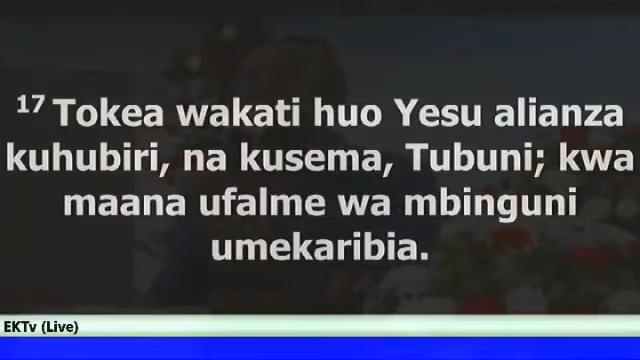 17 Tokea wakati huo Yesu alianza
kuhubiri, na kusema, Tubuni; kwa
maana ufalme wa mbinguni
umekaribia.
EKTv (Live)